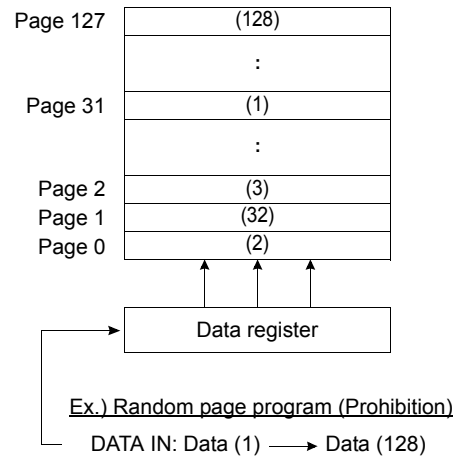 Page 127 (128)
:
Page 31 (1)
:
Page 2 (3)
Page 1 (32)
Page 0 (2)
Data register
Ex.) Random page program (Prohibition)
DATA IN: Data (1) → Data (128)